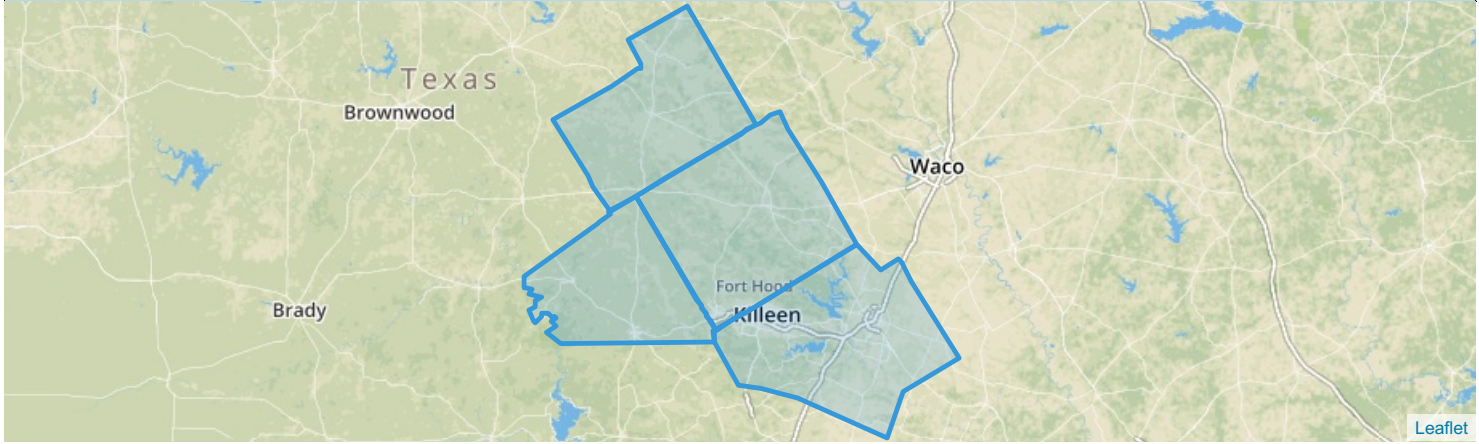 Texas
Brownwood
Waco
Fort Hood
Brady
Killeen
Leaflet